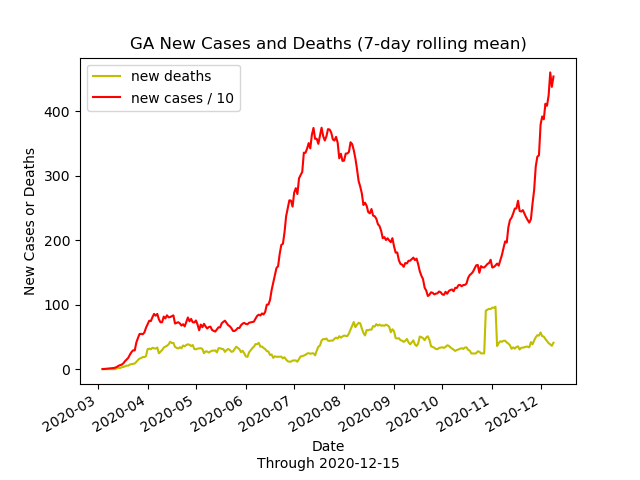 GA New Cases and Deaths (7-day rolling mean)
new deaths
new cases / 10
New Cases or Deaths
400
300
200
100
0
2020-03
2020-04
2020-05
2020-06
2020-07
2020-08
2020-09
2020-10
2020-11
2020-12
Date
Through 2020-12-15